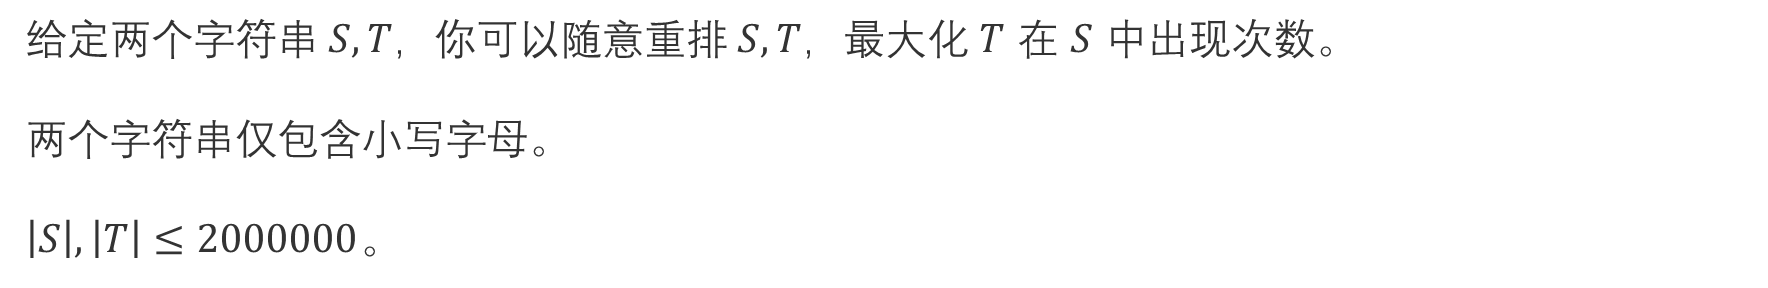 给定两个字符串 S,T，你可以随意重排 S,T，最大化 T 在 S 中出现次数。
两个字符串仅包含小写字母。
|S|,|T| ≤ 2000000。